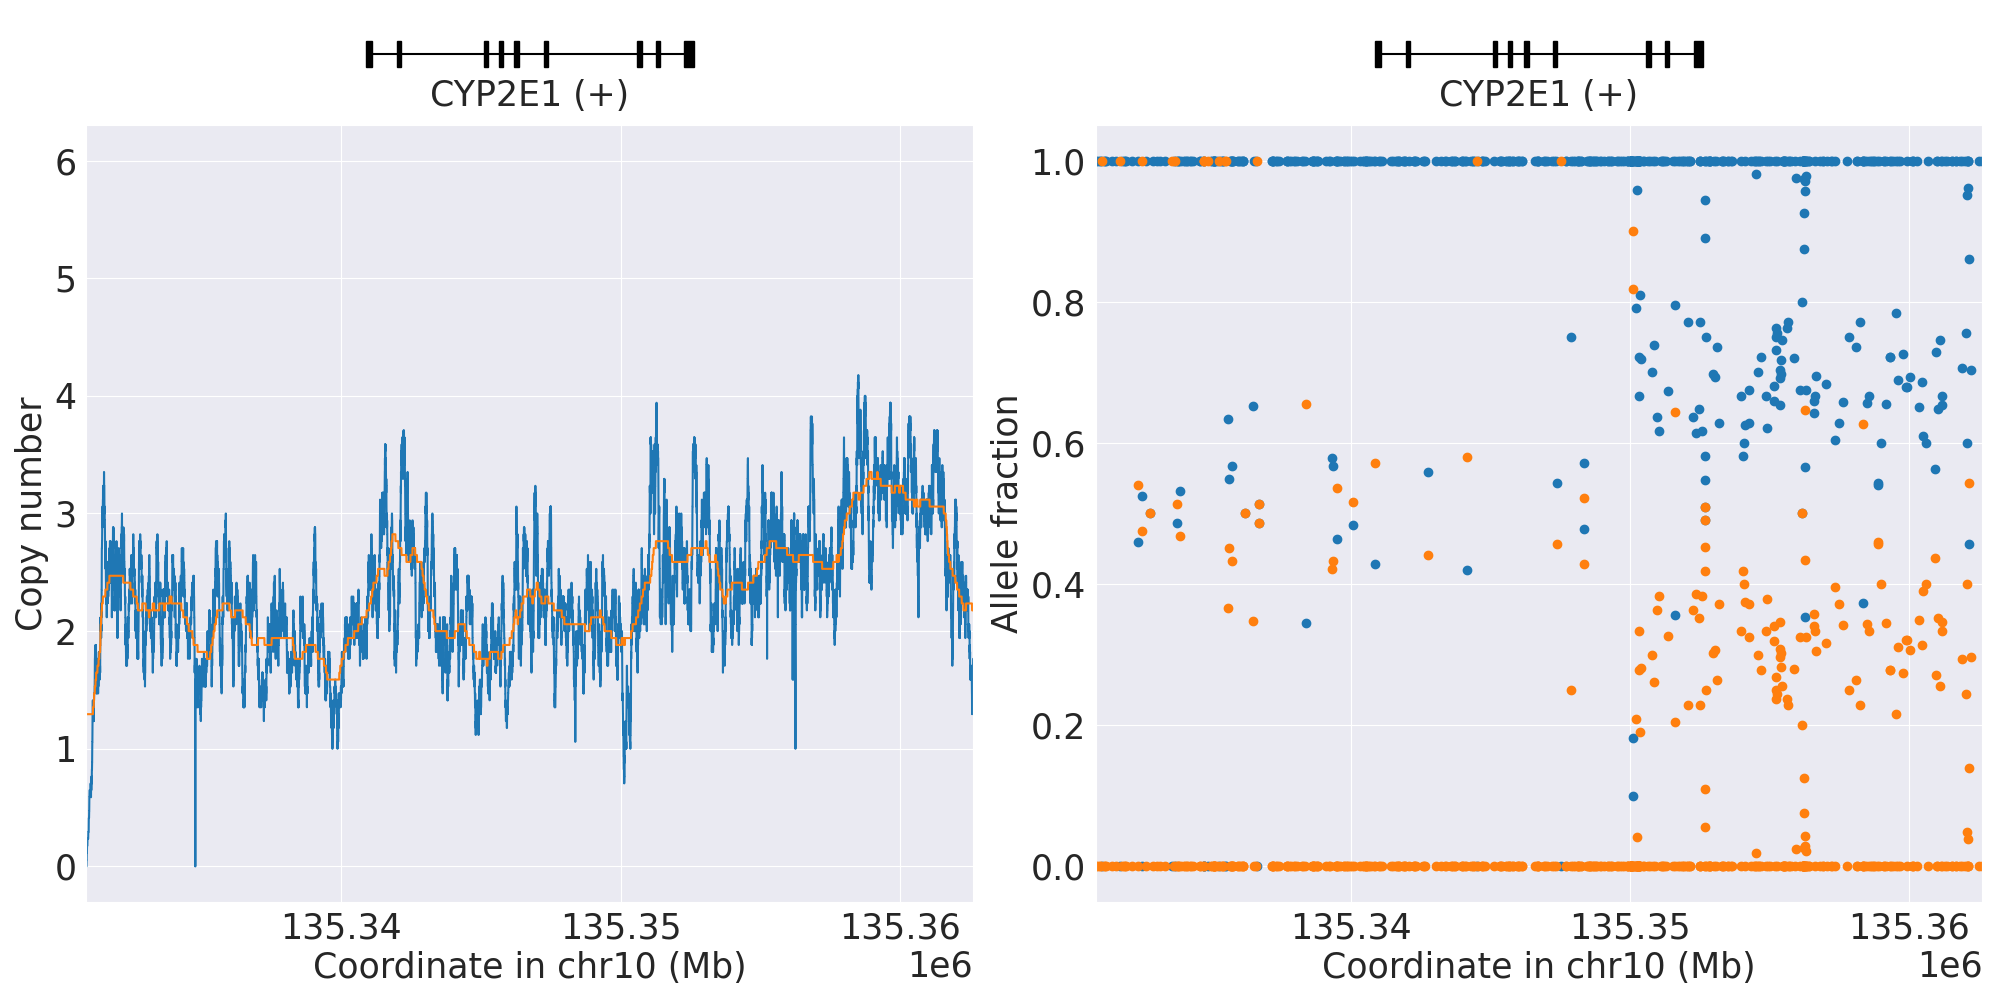 CYP2E1 (+)
CYP2E1 (+)
6
5
4
3
2
1
0
Copy number
135.34
135.35
135.36
Coordinate in chr10 (Mb)
1e6
1.0
0.8
0.6
0.4
0.2
0.0
Allele fraction
135.34
135.35
135.36
Coordinate in chr10 (Mb)
1e6